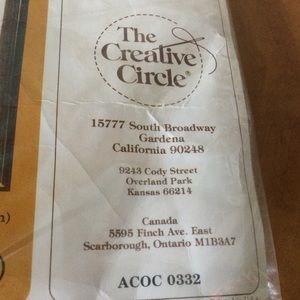 The
Creative
Circle®
15777 South Broadway
Gardena
California 90248
9243 Cody Street
Overland Park
Kansas 66214
Canada
5595 Finch Ave. East
Scarborough, Ontario M1B3A7
ACOC 0332